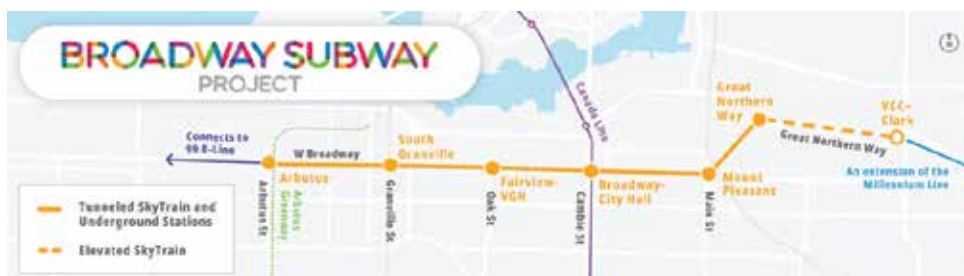 BROADWAY SUBWAY
PROJECT
Connects to
99 B-Line
W Broadway
Arbutus
Arbutus St
Arbutus
Greenway
South
Granville
Granville St
Fairview-
VGH
Oak St
Canada Line
Broadway-
City Hall
Cambie St
Mount
Pleasant
Main St
Great
Northern
Way
Great Northern Way
VCC-
Clark
An extension of the
Millennium Line
Tunneled SkyTrain and
Underground Stations
Elevated SkyTrain